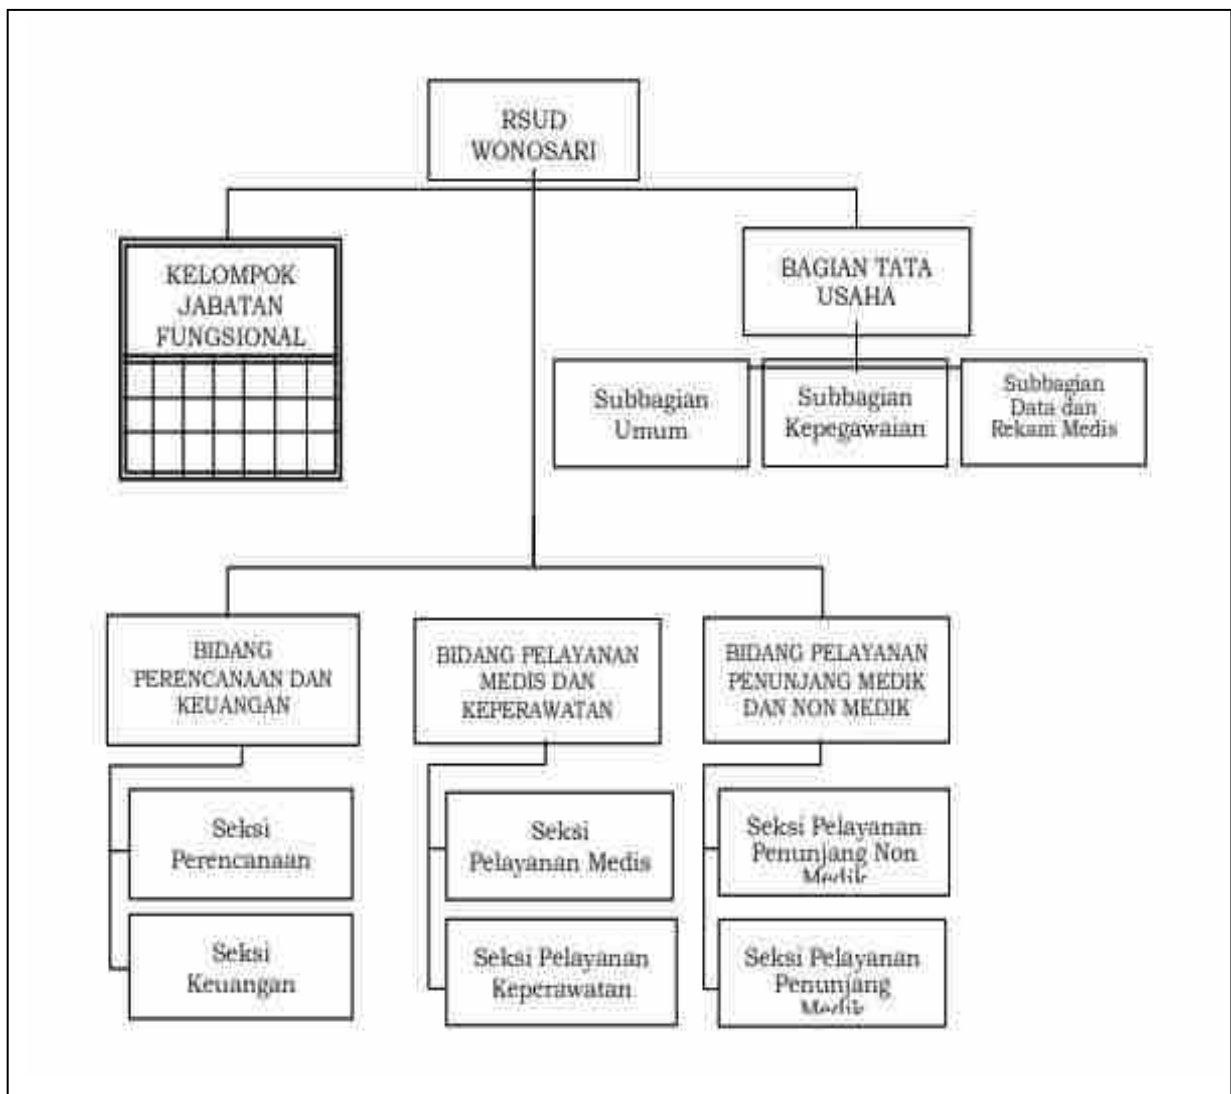 RSUD
WONOSARI
KELOMPOK
JABATAN
FUNGSIONAL
BAGIAN TATA
USAHA
Subbagian
Umum
Subbagian
Kepegawaian
Subbagian
Data dan
Rekam Medis
BIDANG
PERENCANAAN DAN
KEUANGAN
BIDANG PELAYANAN
MEDIS DAN
KEPERAWATAN
BIDANG PELAYANAN
PENUNJANG MEDIK
DAN NON MEDIK
Seksi
Perencanaan
Seksi
Pelayanan Medis
Seksi Pelayanan
Penunjang Non
Medik
Seksi
Keuangan
Seksi Pelayanan
Keperawatan
Seksi Pelayanan
Penunjang
Medik